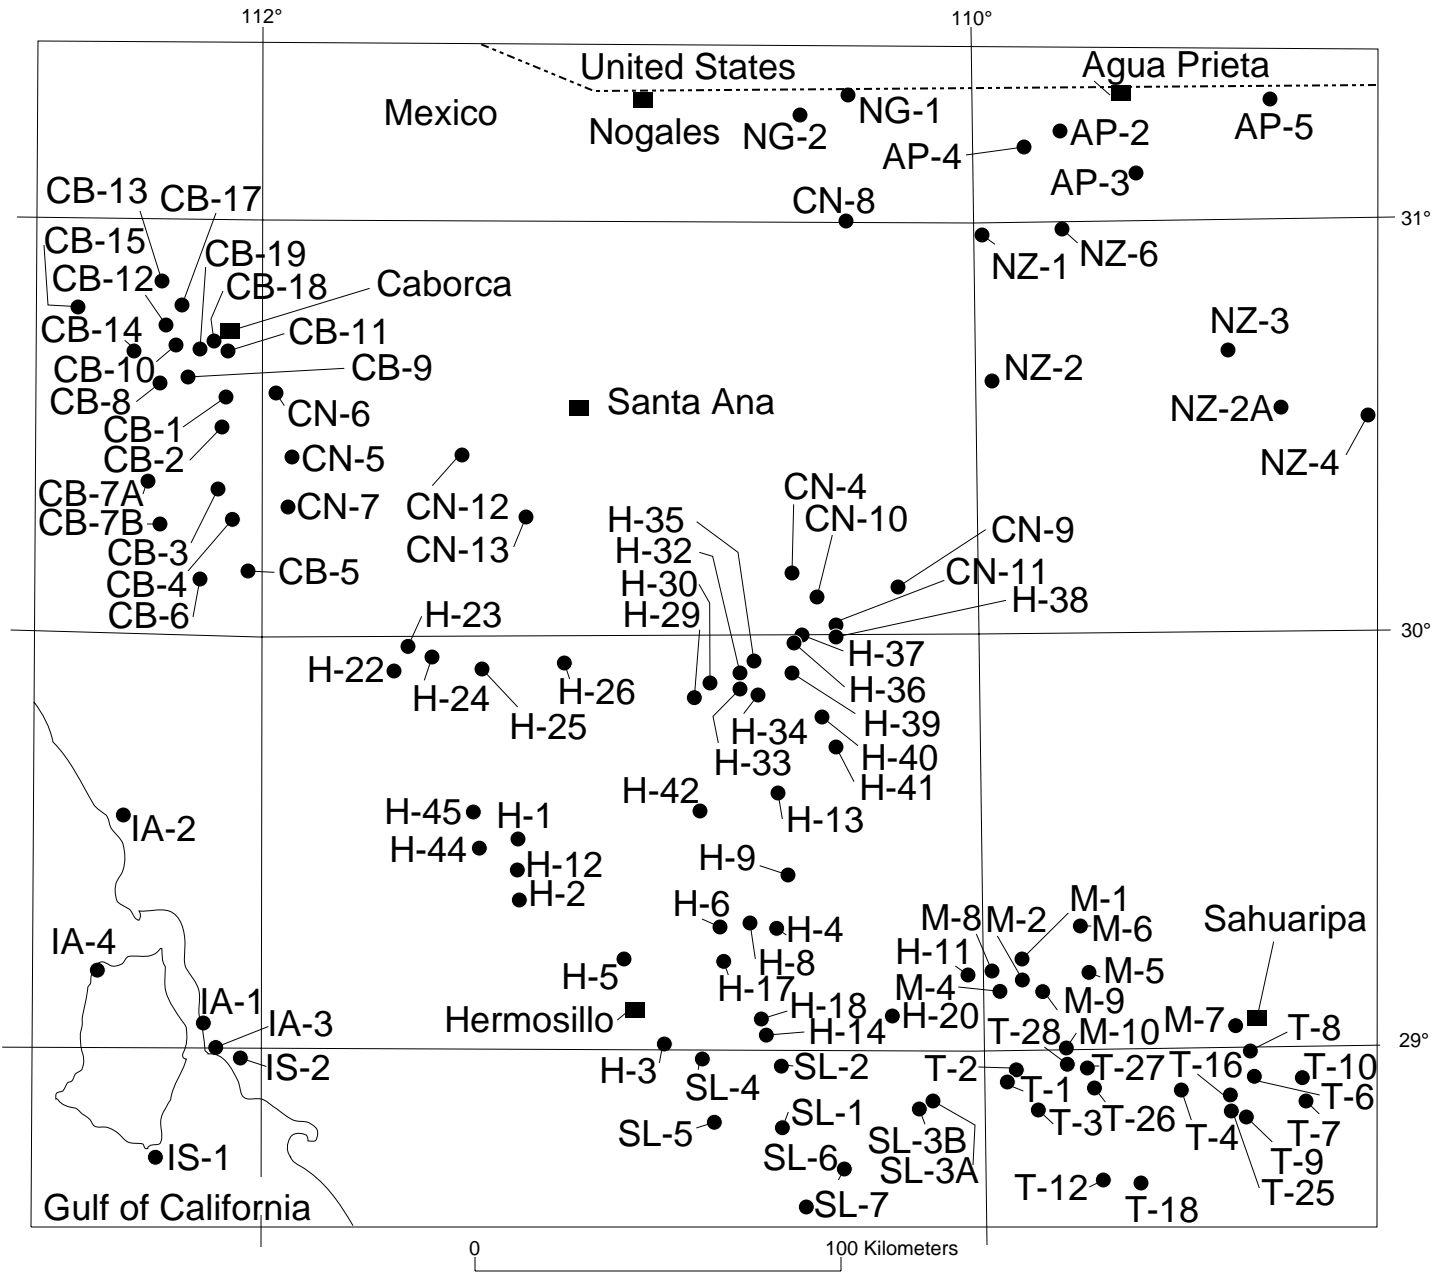 112°
110°
United States
Agua Prieta
Mexico
Nogales
NG-1
NG-2
AP-2
AP-5
AP-4
AP-3
CB-13
CB-17
CN-8
31°
CB-15
CB-19
NZ-6
NZ-1
CB-12
CB-18
Caborca
CB-14
CB-11
NZ-3
CB-10
CB-9
NZ-2
CB-8
CN-6
Santa Ana
NZ-2A
CB-1
CB-2
CN-5
NZ-4
CB-7A
CN-4
CN-7
CN-12
CN-10
CB-7B
H-35
CN-9
CB-3
CN-13
H-32
CN-11
CB-4
CB-5
H-30
H-38
CB-6
H-23
H-29
30°
H-37
H-22
H-24
H-26
H-36
H-25
H-34
H-39
H-33
H-40
H-41
H-42
H-45
H-1
H-13
IA-2
H-44
H-9
H-12
H-2
M-1
H-6
M-8
M-2
M-6
Sahuaripa
IA-4
H-4
H-11
H-8
H-5
M-5
H-17
M-4
M-9
IA-1
H-18
Hermosillo
H-20
M-7
IA-3
H-14
T-28
M-10
T-8
29°
IS-2
H-3
SL-2
T-2
T-27
T-16
T-10
SL-4
T-1
T-6
SL-1
T-3
T-26
SL-5
T-4
T-7
SL-3B
IS-1
SL-6
SL-3A
T-9
T-12
T-25
Gulf of California
SL-7
T-18
0
100 Kilometers